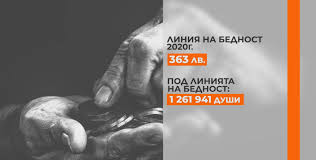 ЛИНИЯ НА БЕДНОСТ
2020г.
363 лв.
ПОД ЛИНИЯТА
НА БЕДНОСТ:
1 261 941 ДУШИ